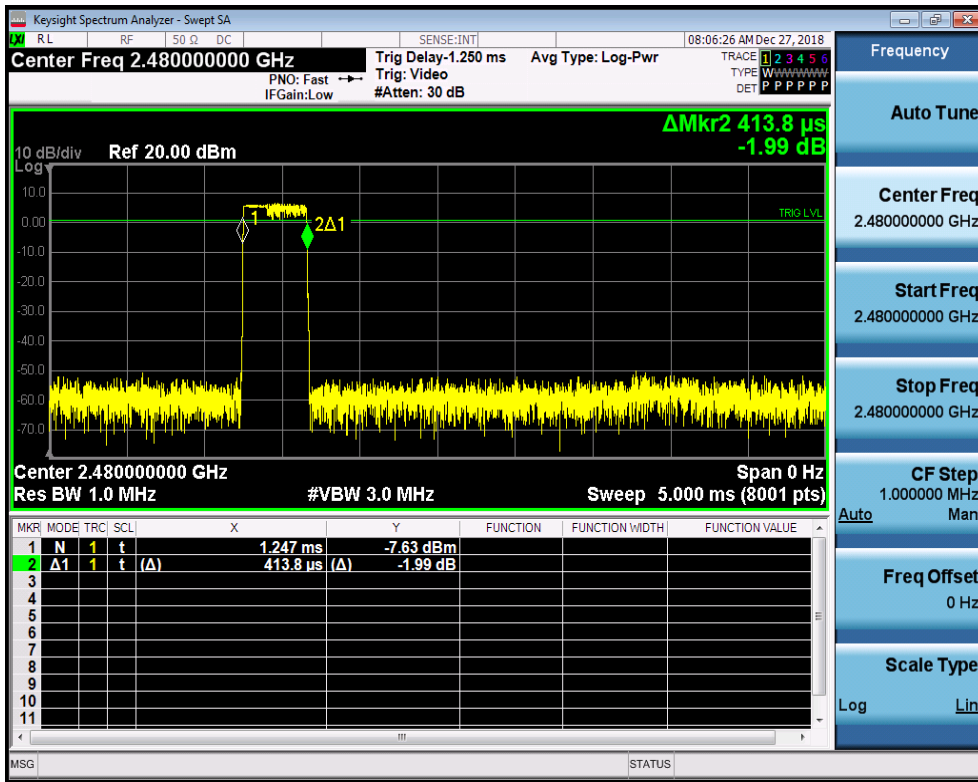 Keysight Spectrum Analyzer - Swept SA
LXI RL RF 50 Ω DC SENSE:INT 08:06:26 AM Dec 27, 2018
Center Freq 2.480000000 GHz
PNO: Fast
IFGain:Low
Trig Delay-1.250 ms
Trig: Video
#Atten: 30 dB
Avg Type: Log-Pwr
TRACE 1 2 3 4 5 6
TYPE WWWWWW
DET P P P P P P
ΔMkr2 413.8 µs
-1.99 dB
10 dB/div Ref 20.00 dBm
Log
10.0
0.00
-10.0
-20.0
-30.0
-40.0
-50.0
-60.0
-70.0
1
2Δ1
TRIG LVL
Center 2.480000000 GHz Span 0 Hz
Res BW 1.0 MHz #VBW 3.0 MHz Sweep 5.000 ms (8001 pts)
MKR MODE TRC SCL X Y FUNCTION FUNCTION WIDTH FUNCTION VALUE
1 N 1 t 1.247 ms -7.63 dBm
2 Δ1 1 t (Δ) 413.8 µs (Δ) -1.99 dB
3
4
5
6
7
8
9
10
11
MSG STATUS
Frequency
Auto Tune
Center Freq
2.480000000 GHz
Start Freq
2.480000000 GHz
Stop Freq
2.480000000 GHz
CF Step
1.000000 MHz
Auto Man
Freq Offset
0 Hz
Scale Type
Log Lin